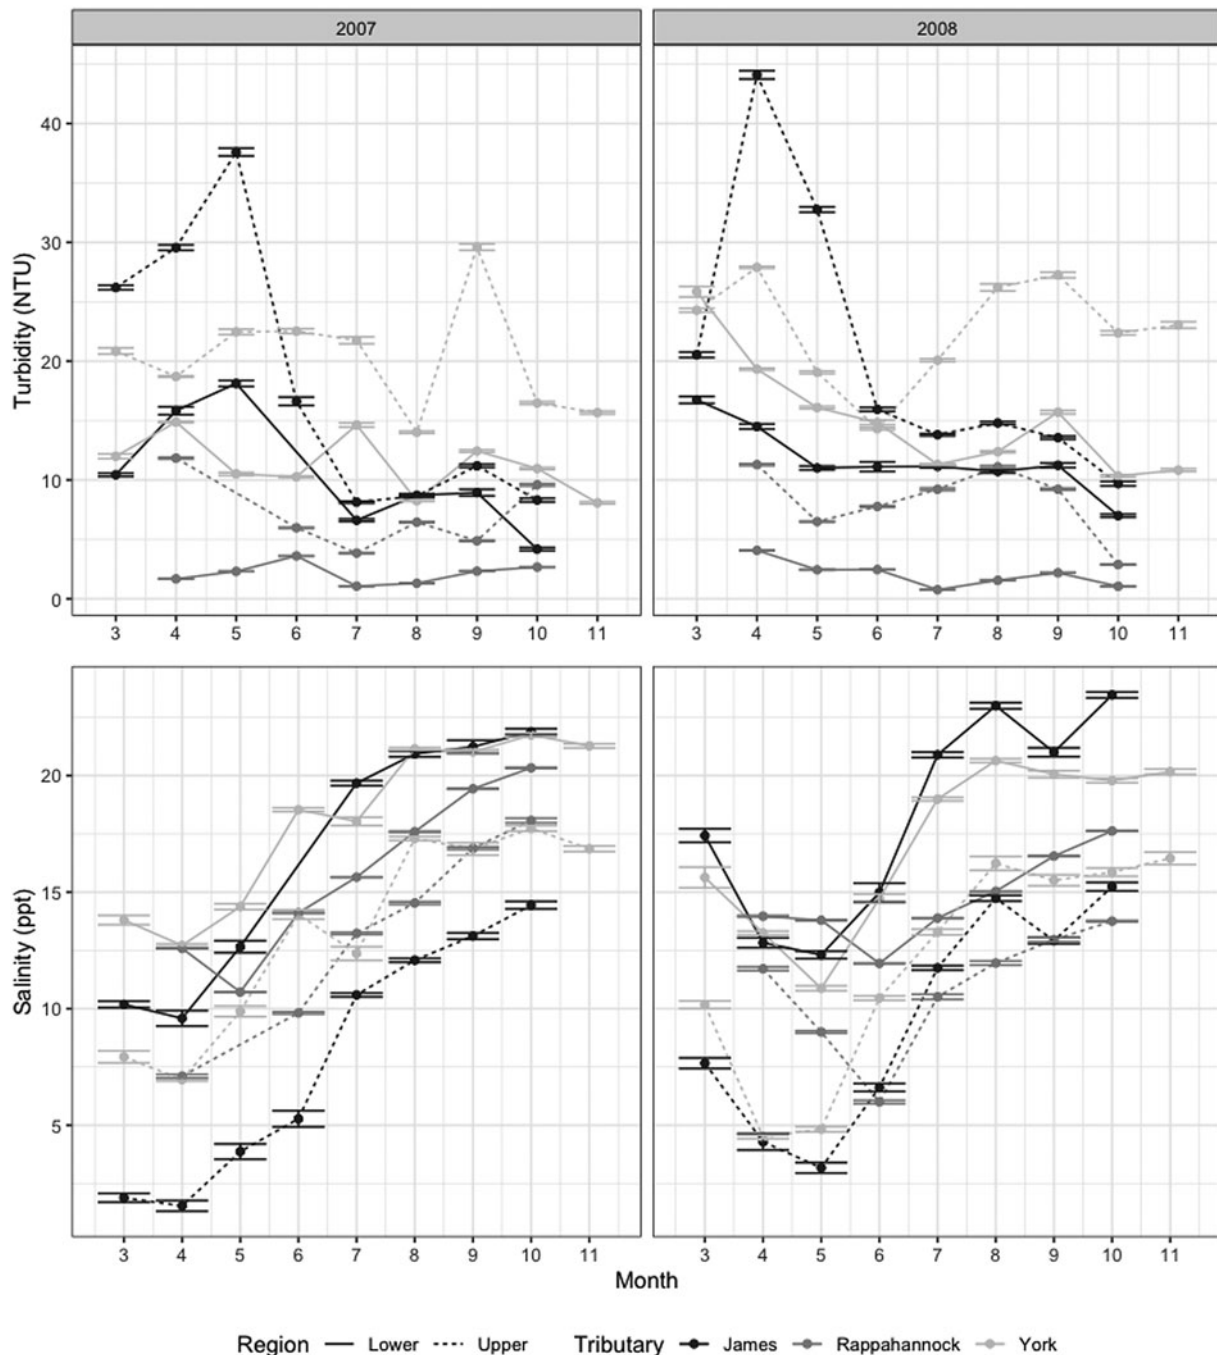 2007 2008
Turbidity (NTU)
40
30
20
10
0
3 4 5 6 7 8 9 10 11 3 4 5 6 7 8 9 10 11
Salinity (ppt)
20
15
10
5
3 4 5 6 7 8 9 10 11 3 4 5 6 7 8 9 10 11
Month
Region Lower Upper Tributary James Rappahannock York